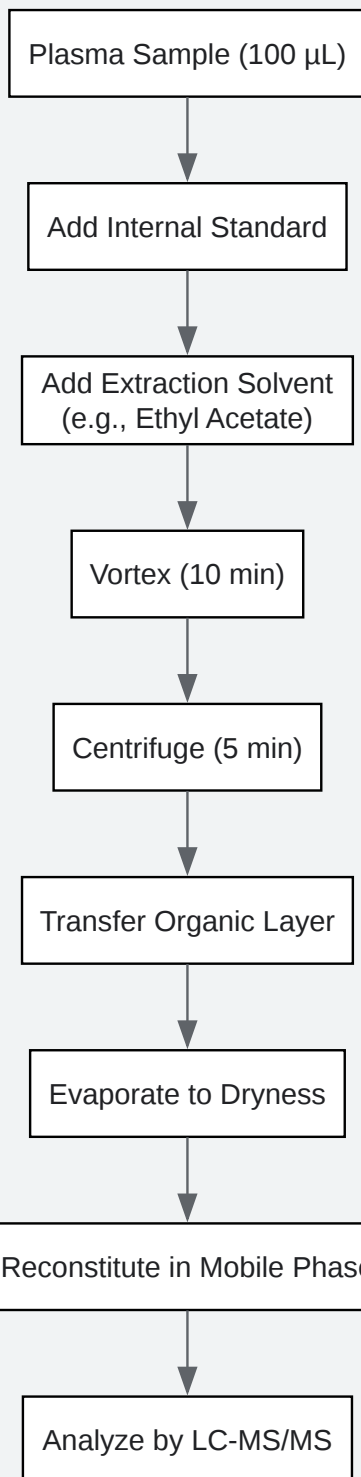 Plasma Sample (100 µL)
Add Internal Standard
Add Extraction Solvent
(e.g., Ethyl Acetate)
Vortex (10 min)
Centrifuge (5 min)
Transfer Organic Layer
Evaporate to Dryness
Reconstitute in Mobile Phase
Analyze by LC-MS/MS